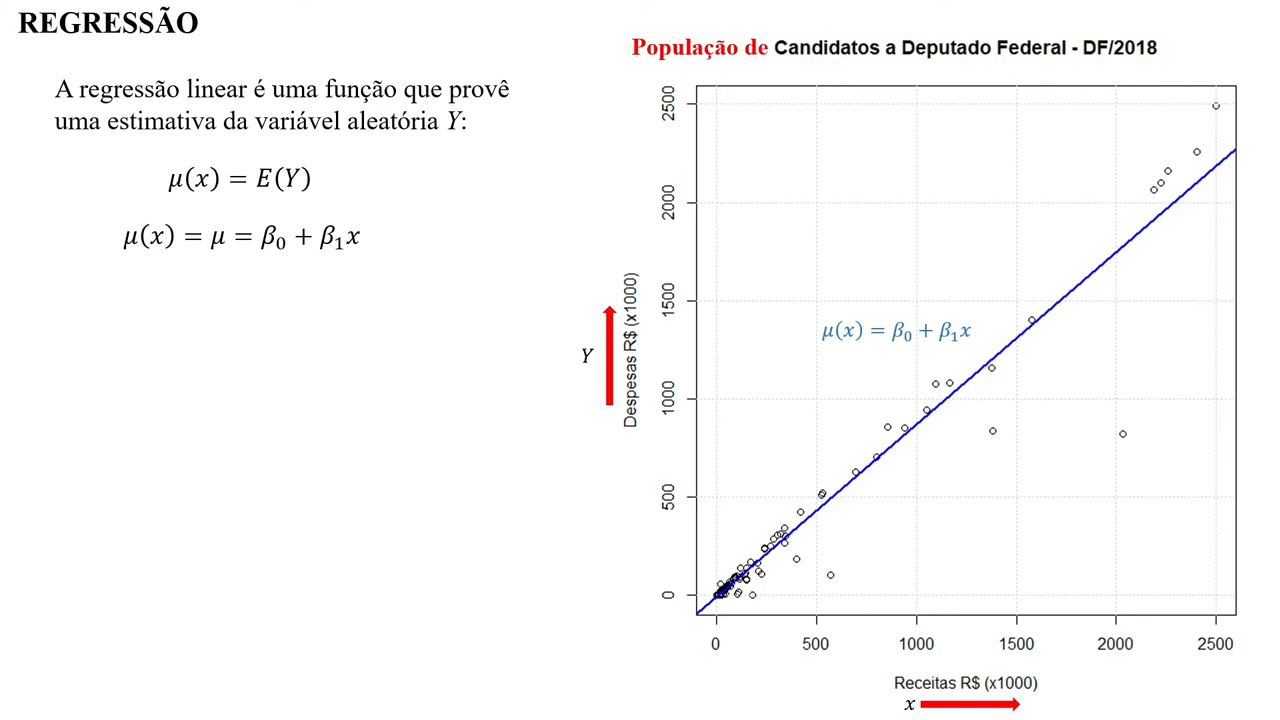 REGRESSÃO
A regressão linear é uma função que provê
uma estimativa da variável aleatória Y:
μ(x) = E(Y)
μ(x) = μ = β₀ + β₁x
População de Candidatos a Deputado Federal - DF/2018
μ(x) = β₀ + β₁x
Y
Despesas R$ (x1000)
2500
2000
1500
1000
500
0
0 500 1000 1500 2000 2500
Receitas R$ (x1000)
x